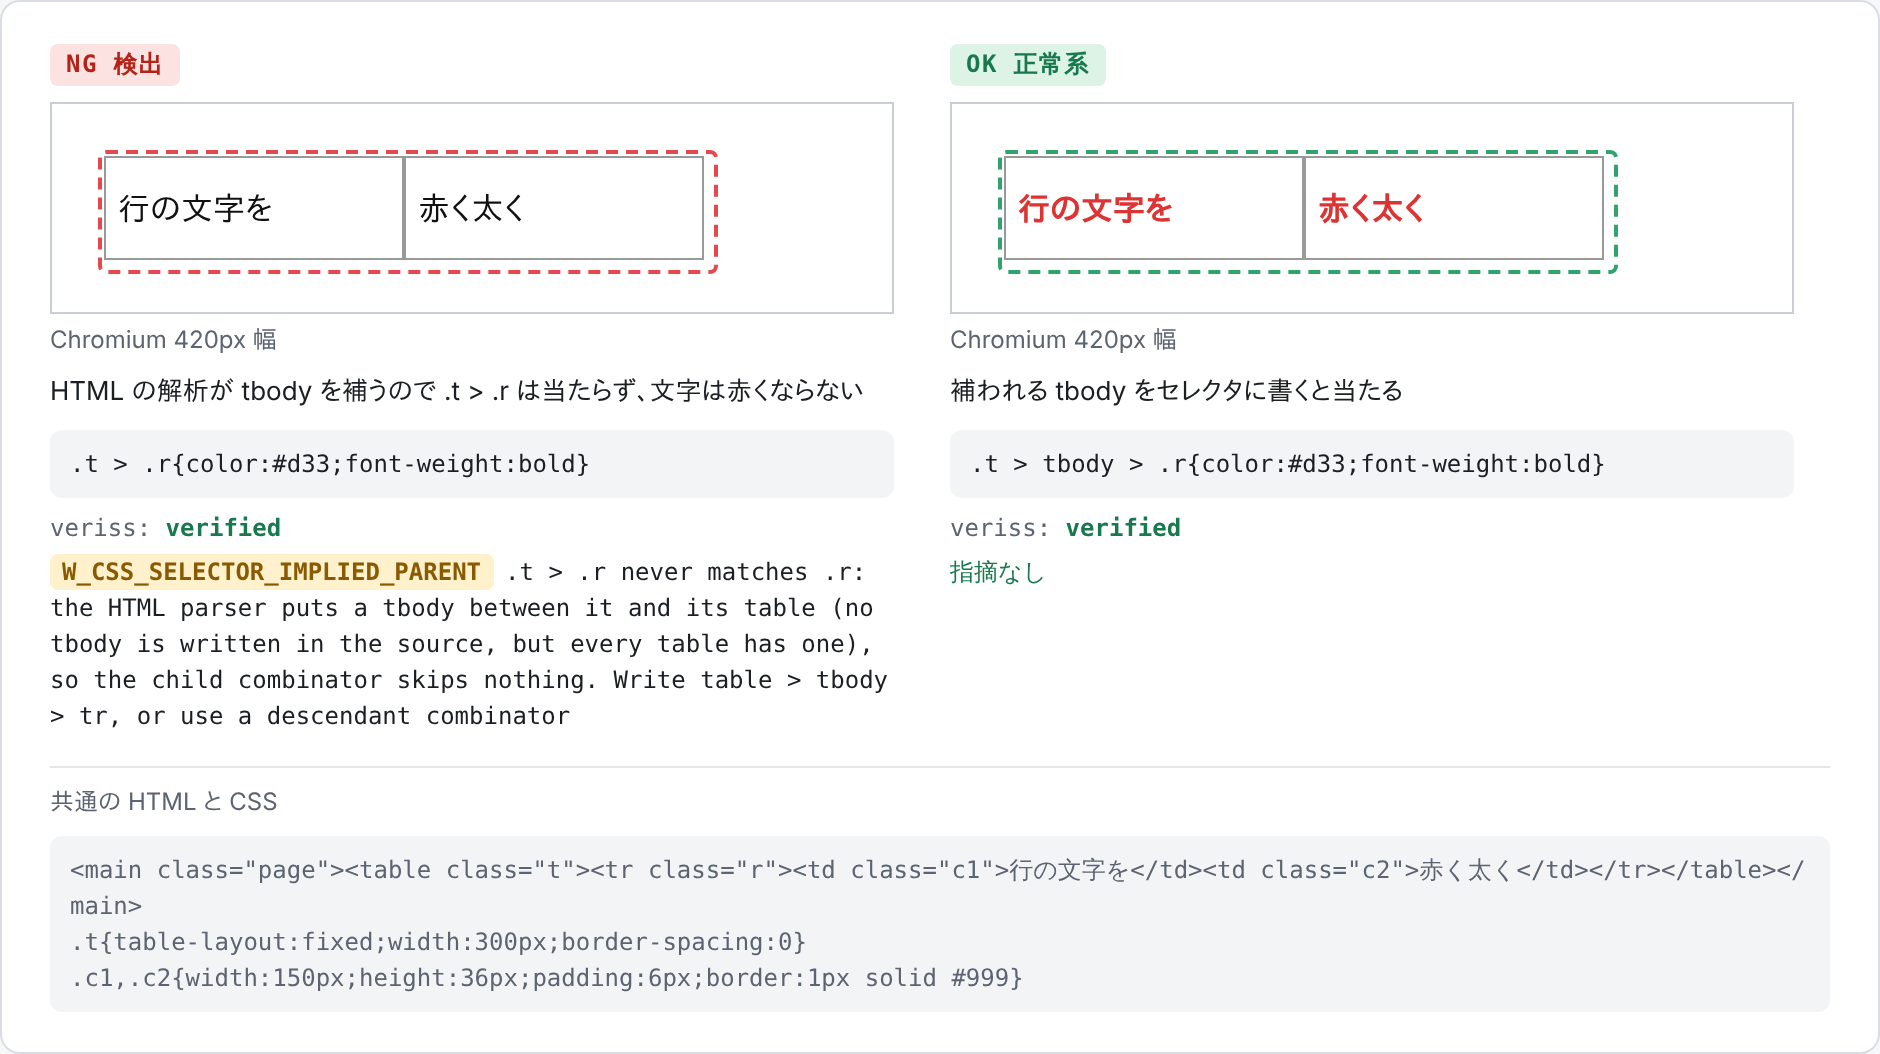 NG 検出
行の文字を 赤く太く
Chromium 420px 幅
HTML の解析が tbody を補うので .t > .r は当たらず、文字は赤くならない
.t > .r{color:#d33;font-weight:bold}
veriss: verified
W_CSS_SELECTOR_IMPLIED_PARENT .t > .r never matches .r:
the HTML parser puts a tbody between it and its table (no
tbody is written in the source, but every table has one),
so the child combinator skips nothing. Write table > tbody
> tr, or use a descendant combinator
OK 正常系
行の文字を 赤く太く
Chromium 420px 幅
補われる tbody をセレクタに書くと当たる
.t > tbody > .r{color:#d33;font-weight:bold}
veriss: verified
指摘なし
共通の HTML と CSS
<main class="page"><table class="t"><tr class="r"><td class="c1">行の文字を</td><td class="c2">赤く太く</td></tr></table></
main>
.t{table-layout:fixed;width:300px;border-spacing:0}
.c1,.c2{width:150px;height:36px;padding:6px;border:1px solid #999}